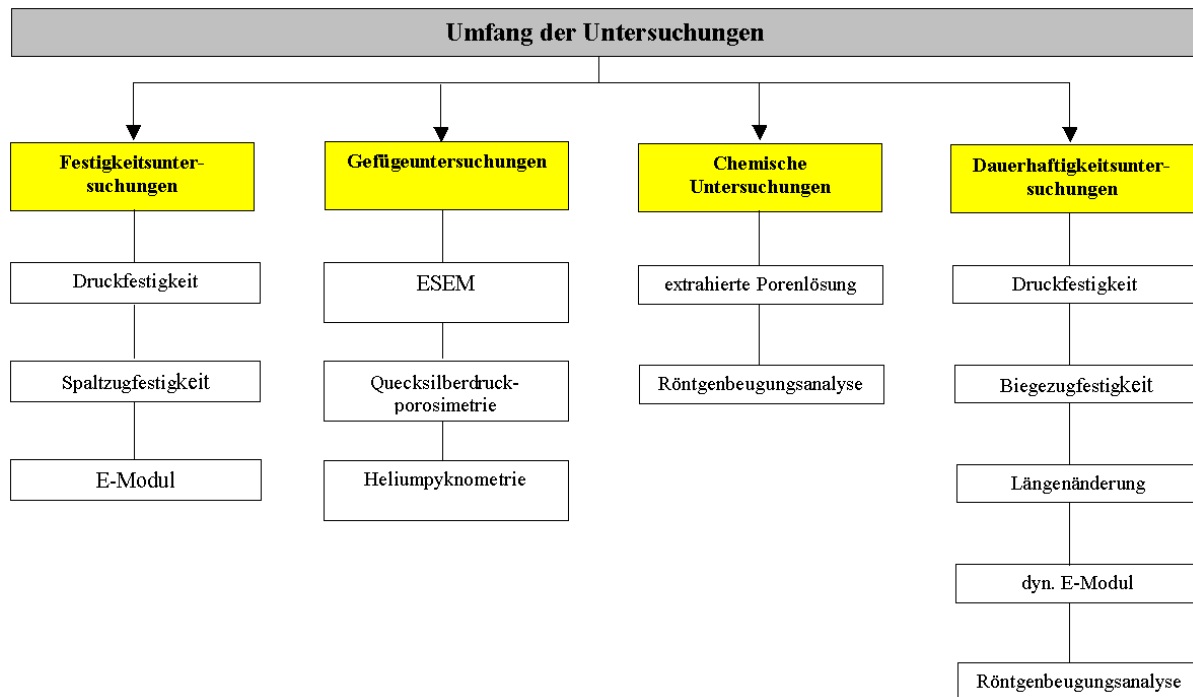 Umfang der Untersuchungen
Festigkeitsunter-
suchungen
Druckfestigkeit
Spaltzugfestigkeit
E-Modul
Gefügeuntersuchungen
ESEM
Quecksilberdruck-
porosimetrie
Heliumpyknometrie
Chemische
Untersuchungen
extrahierte Porenlösung
Röntgenbeugungsanalyse
Dauerhaftigkeitsunter-
suchungen
Druckfestigkeit
Biegezugfestigkeit
Längenänderung
dyn. E-Modul
Röntgenbeugungsanalyse